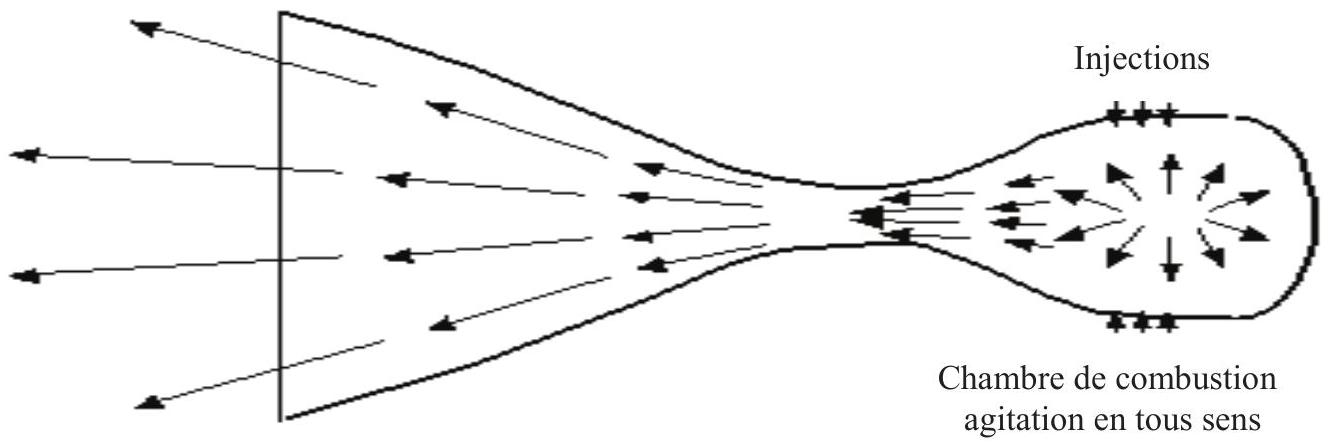 Injections
Chambre de combustion
agitation en tous sens